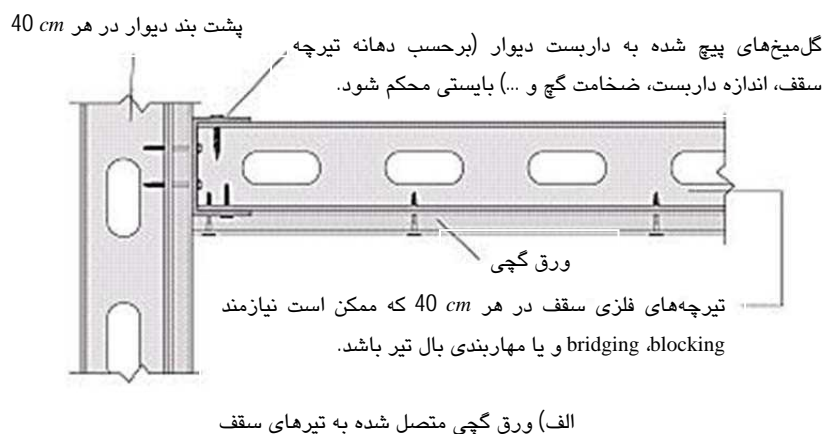 پشت بند دیوار در هر 40 cm
گل‌میخ‌های پیچ شده به داربست دیوار (برحسب دهانه تیرچه
سقف، اندازه داربست، ضخامت گچ و ...) بایستی محکم شود.
ورق گچی
تیرچه‌های فلزی سقف در هر 40 cm که ممکن است نیازمند
bridging ،blocking و یا مهاربندی بال تیر باشد.
الف) ورق گچی متصل شده به تیرهای سقف